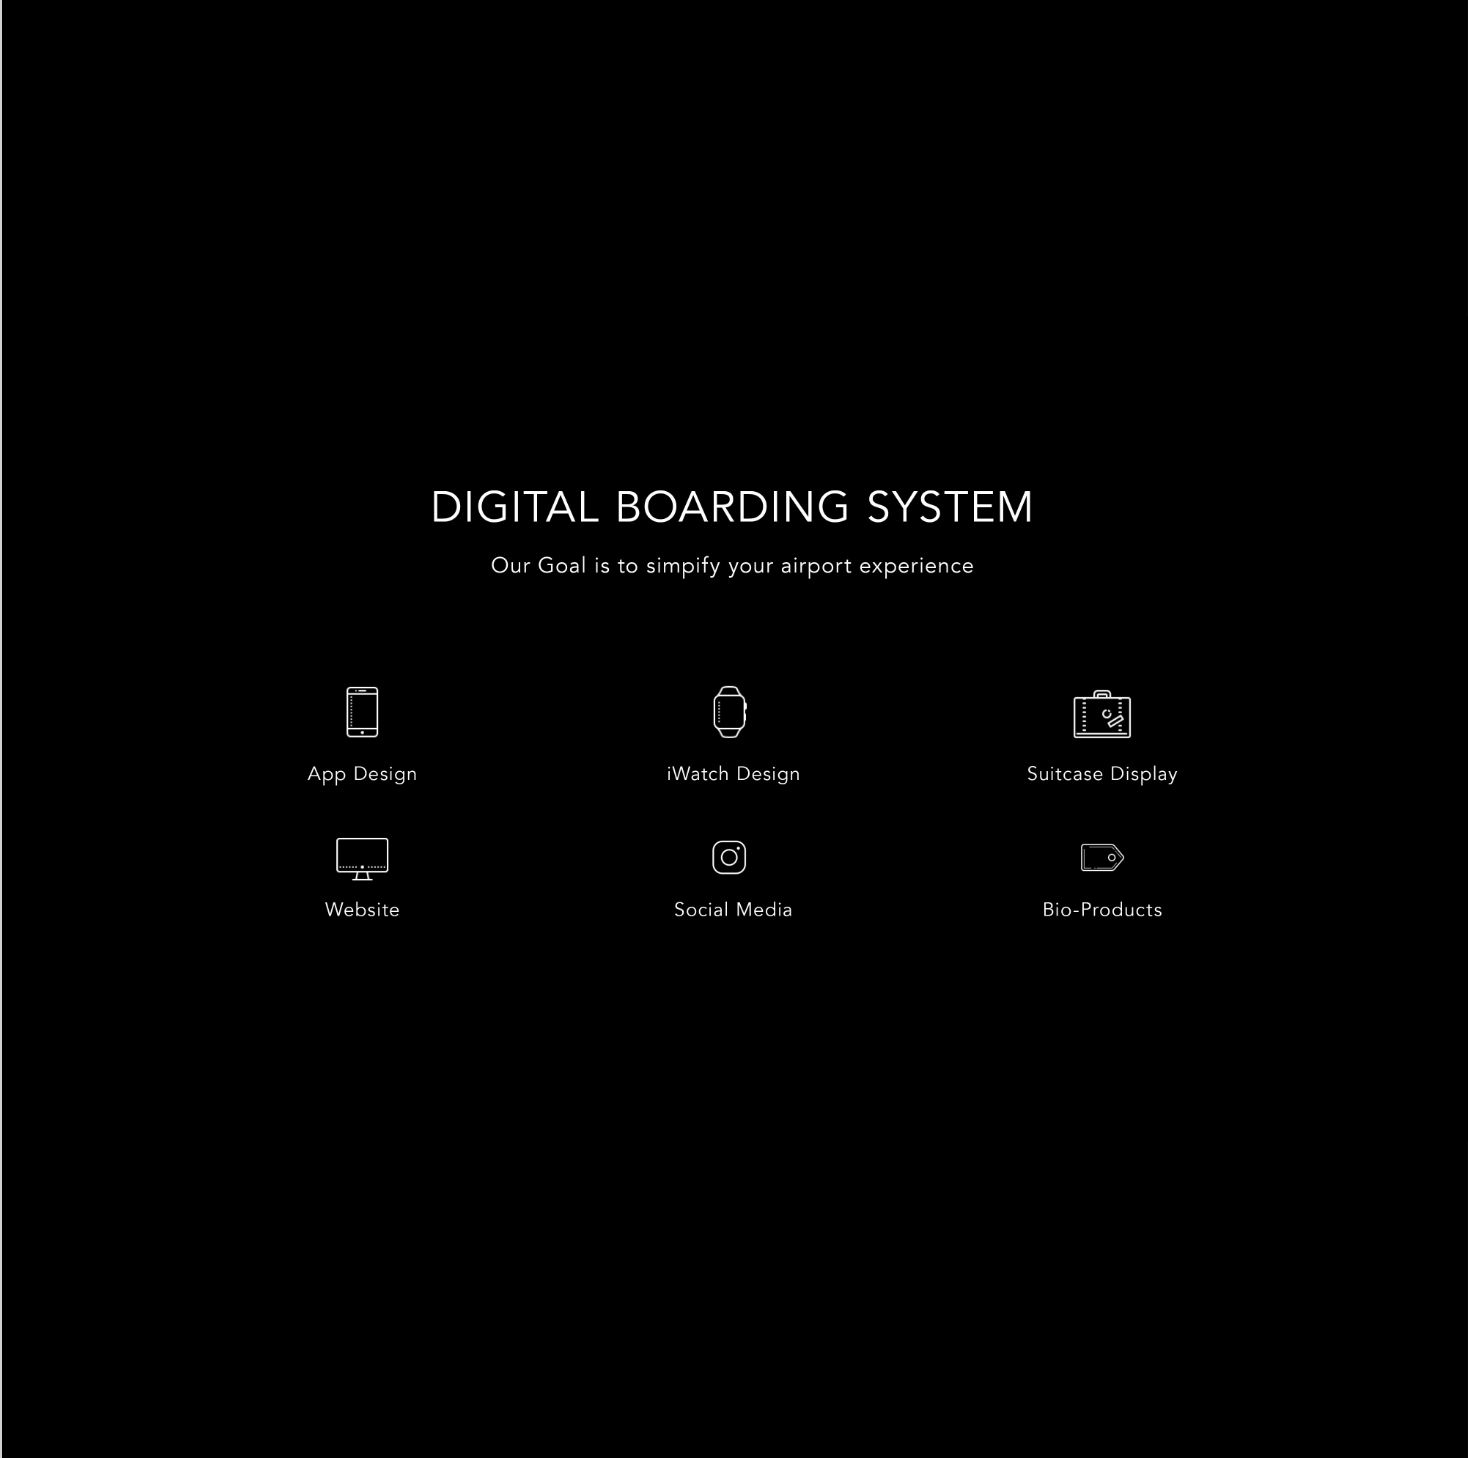 DIGITAL BOARDING SYSTEM
Our Goal is to simpify your airport experience
App Design
iWatch Design
Suitcase Display
Website
Social Media
Bio-Products